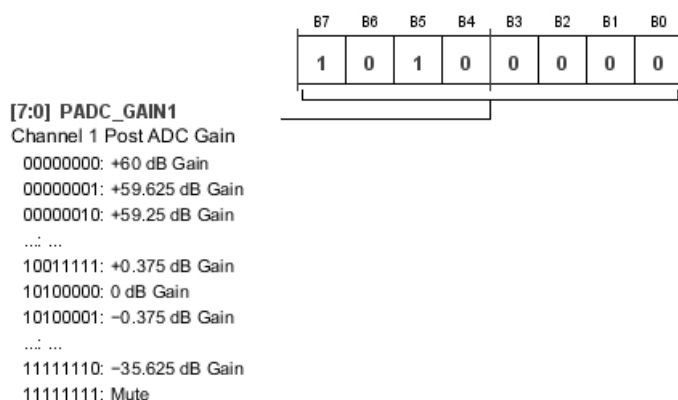 B7 B6 B5 B4 B3 B2 B1 B0
1 0 1 0 0 0 0 0
[7:0] PADC_GAIN1
Channel 1 Post ADC Gain
00000000: +60 dB Gain
00000001: +59.625 dB Gain
00000010: +59.25 dB Gain
...: ...
10011111: +0.375 dB Gain
10100000: 0 dB Gain
10100001: −0.375 dB Gain
...: ...
11111110: −35.625 dB Gain
11111111: Mute